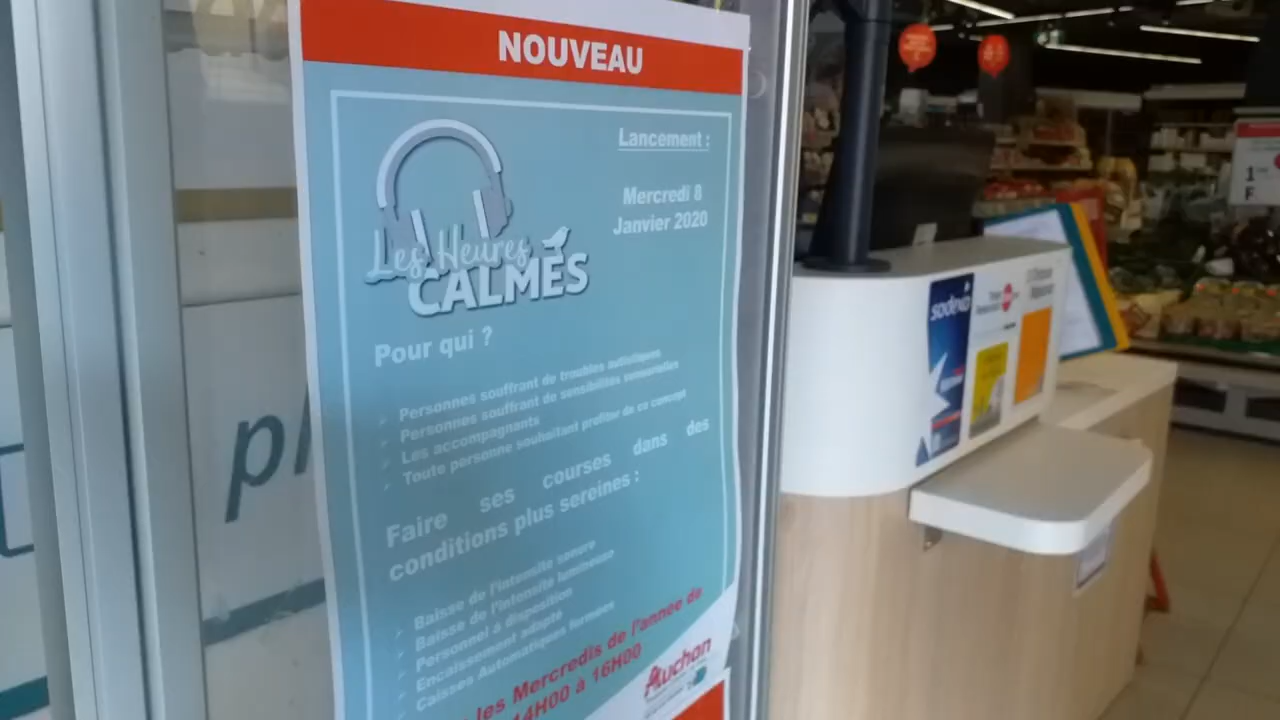 NOUVEAU
Lancement :
Mercredi 8
Janvier 2020
Les Heures
CALMES
Pour qui ?
Personnes souffrant de troubles autistiques
Personnes souffrant de sensibilités sensorielles
Les accompagnants
Toute personne souhaitant profiter de ce concept
Faire ses courses dans des
conditions plus sereines :
Baisse de l'intensité sonore
Baisse de l'intensité lumineuse
Personnel à disposition
Encaissement adapté
Caisses Automatiques fermées
les Mercredis de l'année de
14H00 à 16H00
Auchan
pl
sodexo
1
F